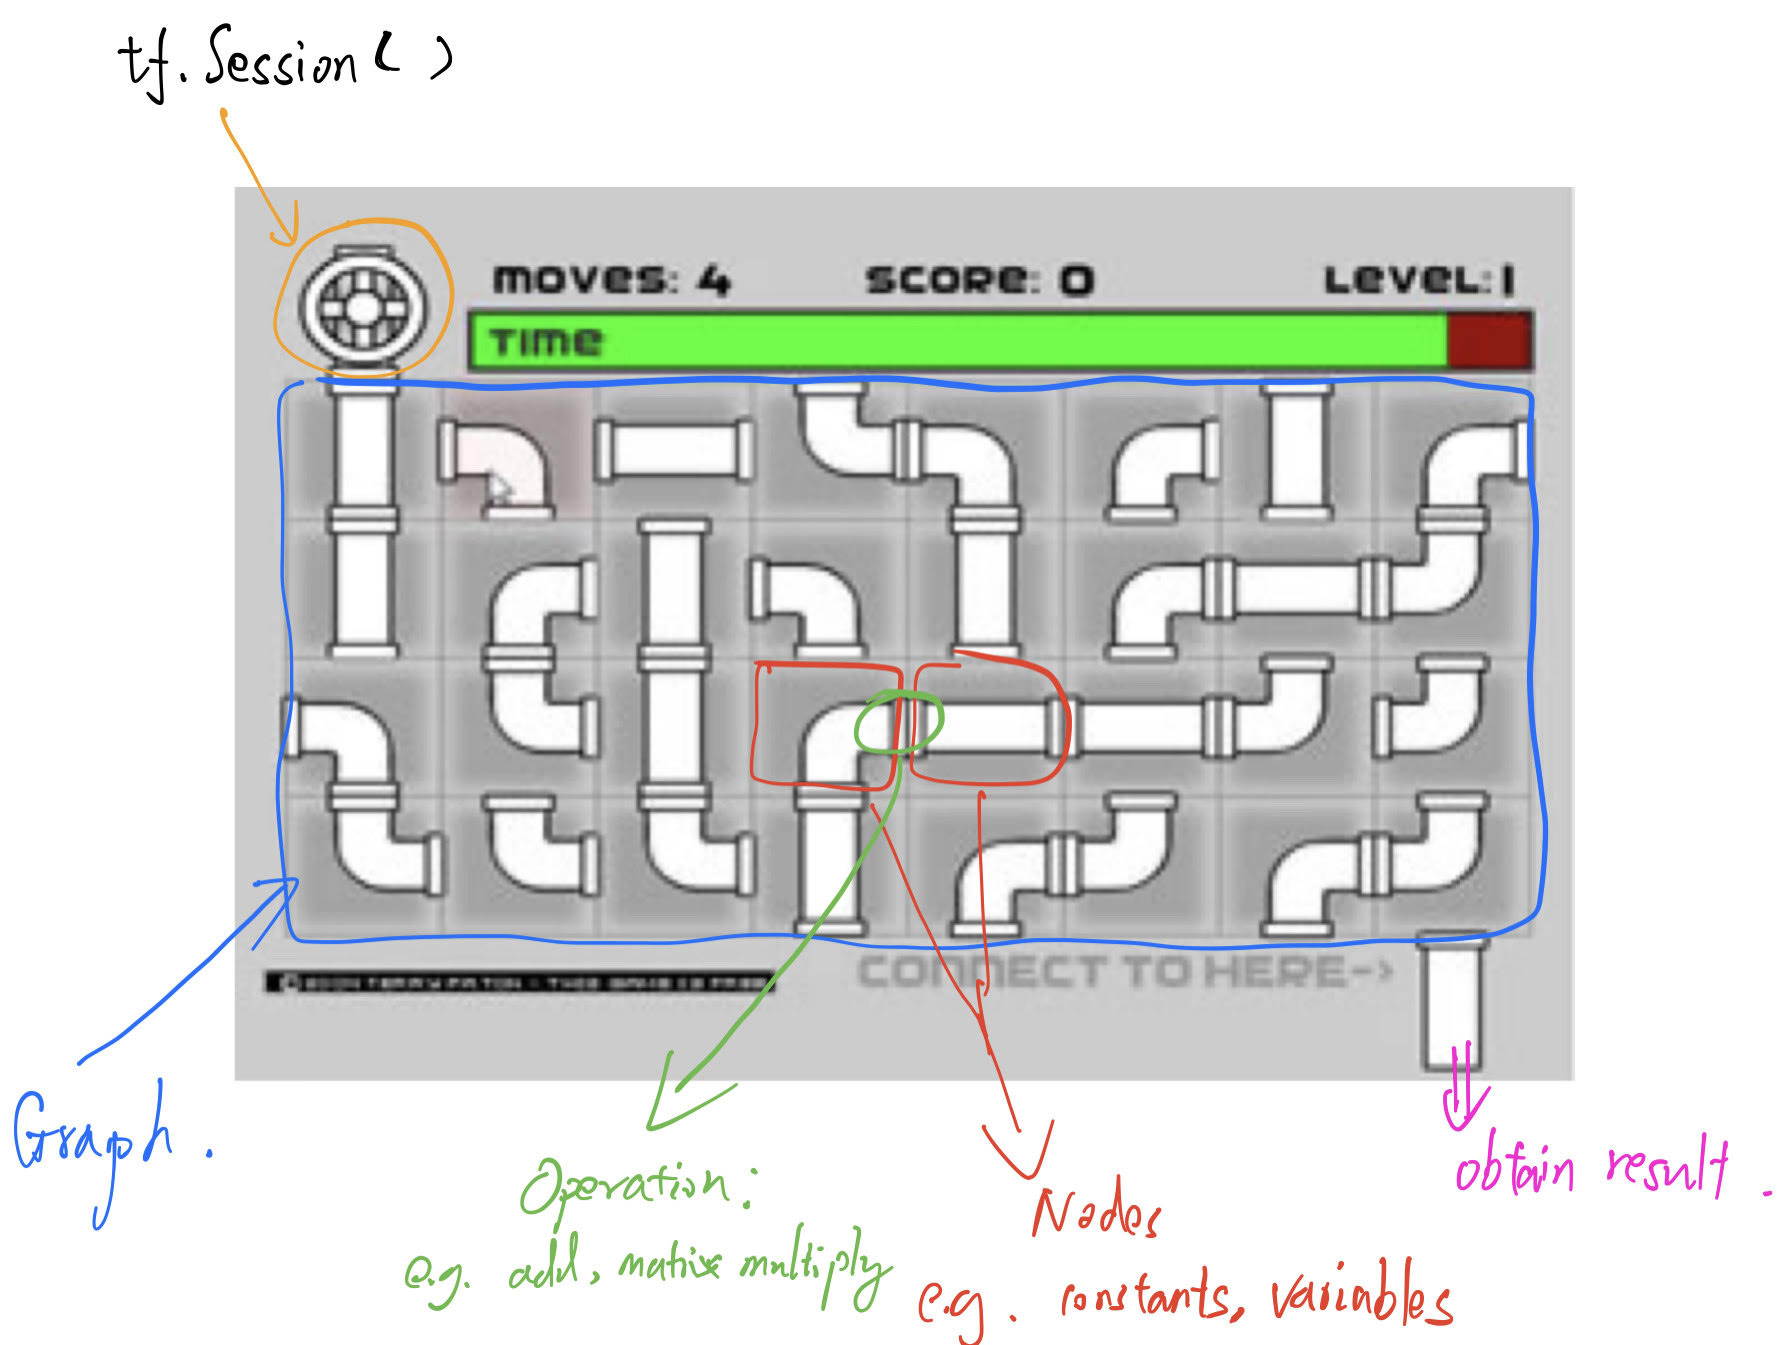 tf.Session( )
moves: 4 score: 0 Level: 1
Time
CONNECT TO HERE->
Graph.
obtain result.
Operation:
e.g. add, matrix multiply
Nodes
e.g. constants, variables